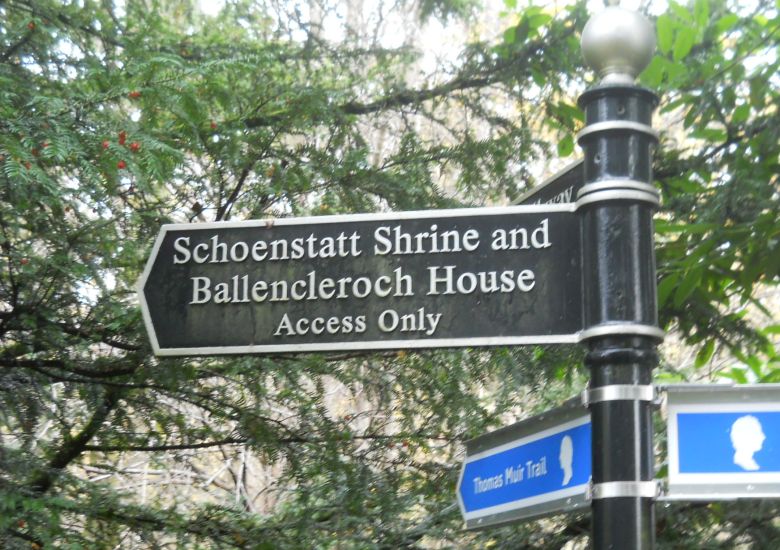 Schoenstatt Shrine and
Ballencleroch House
Access Only
Thomas Muir Trail